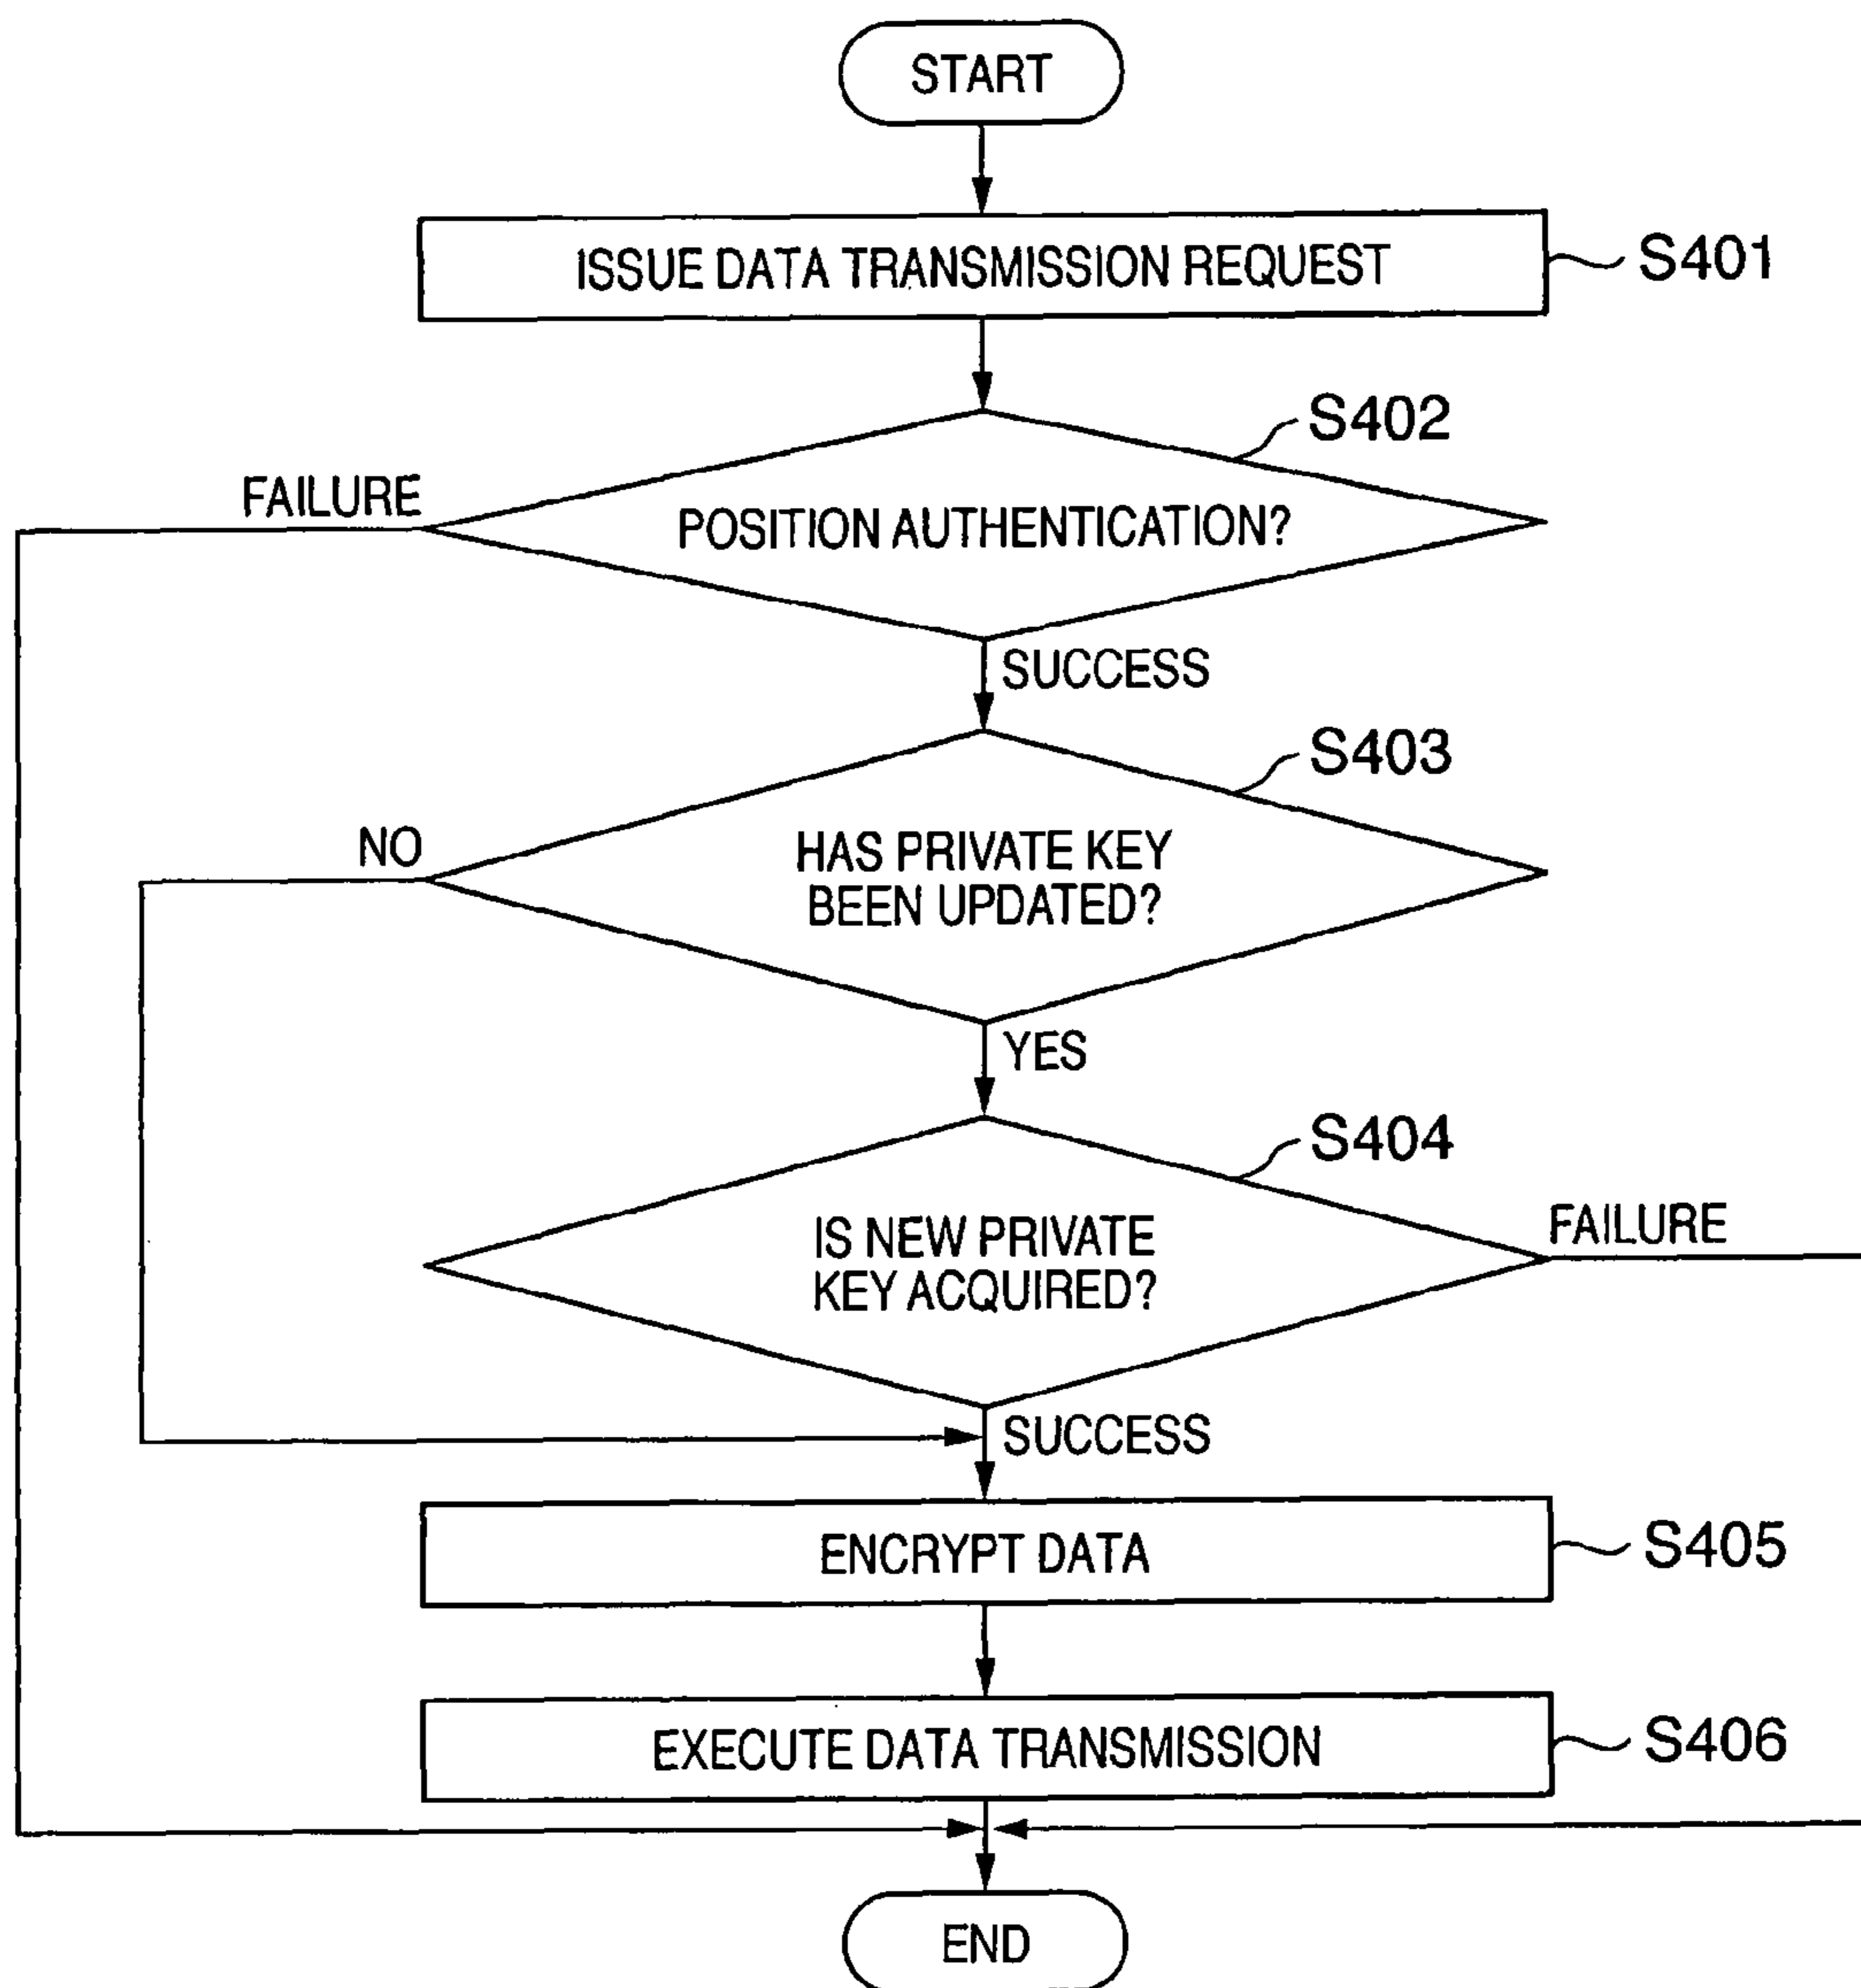 START
ISSUE DATA TRANSMISSION REQUEST
S401
S402
FAILURE
POSITION AUTHENTICATION?
SUCCESS
S403
NO
HAS PRIVATE KEY
BEEN UPDATED?
YES
S404
FAILURE
IS NEW PRIVATE
KEY ACQUIRED?
SUCCESS
ENCRYPT DATA
S405
EXECUTE DATA TRANSMISSION
S406
END